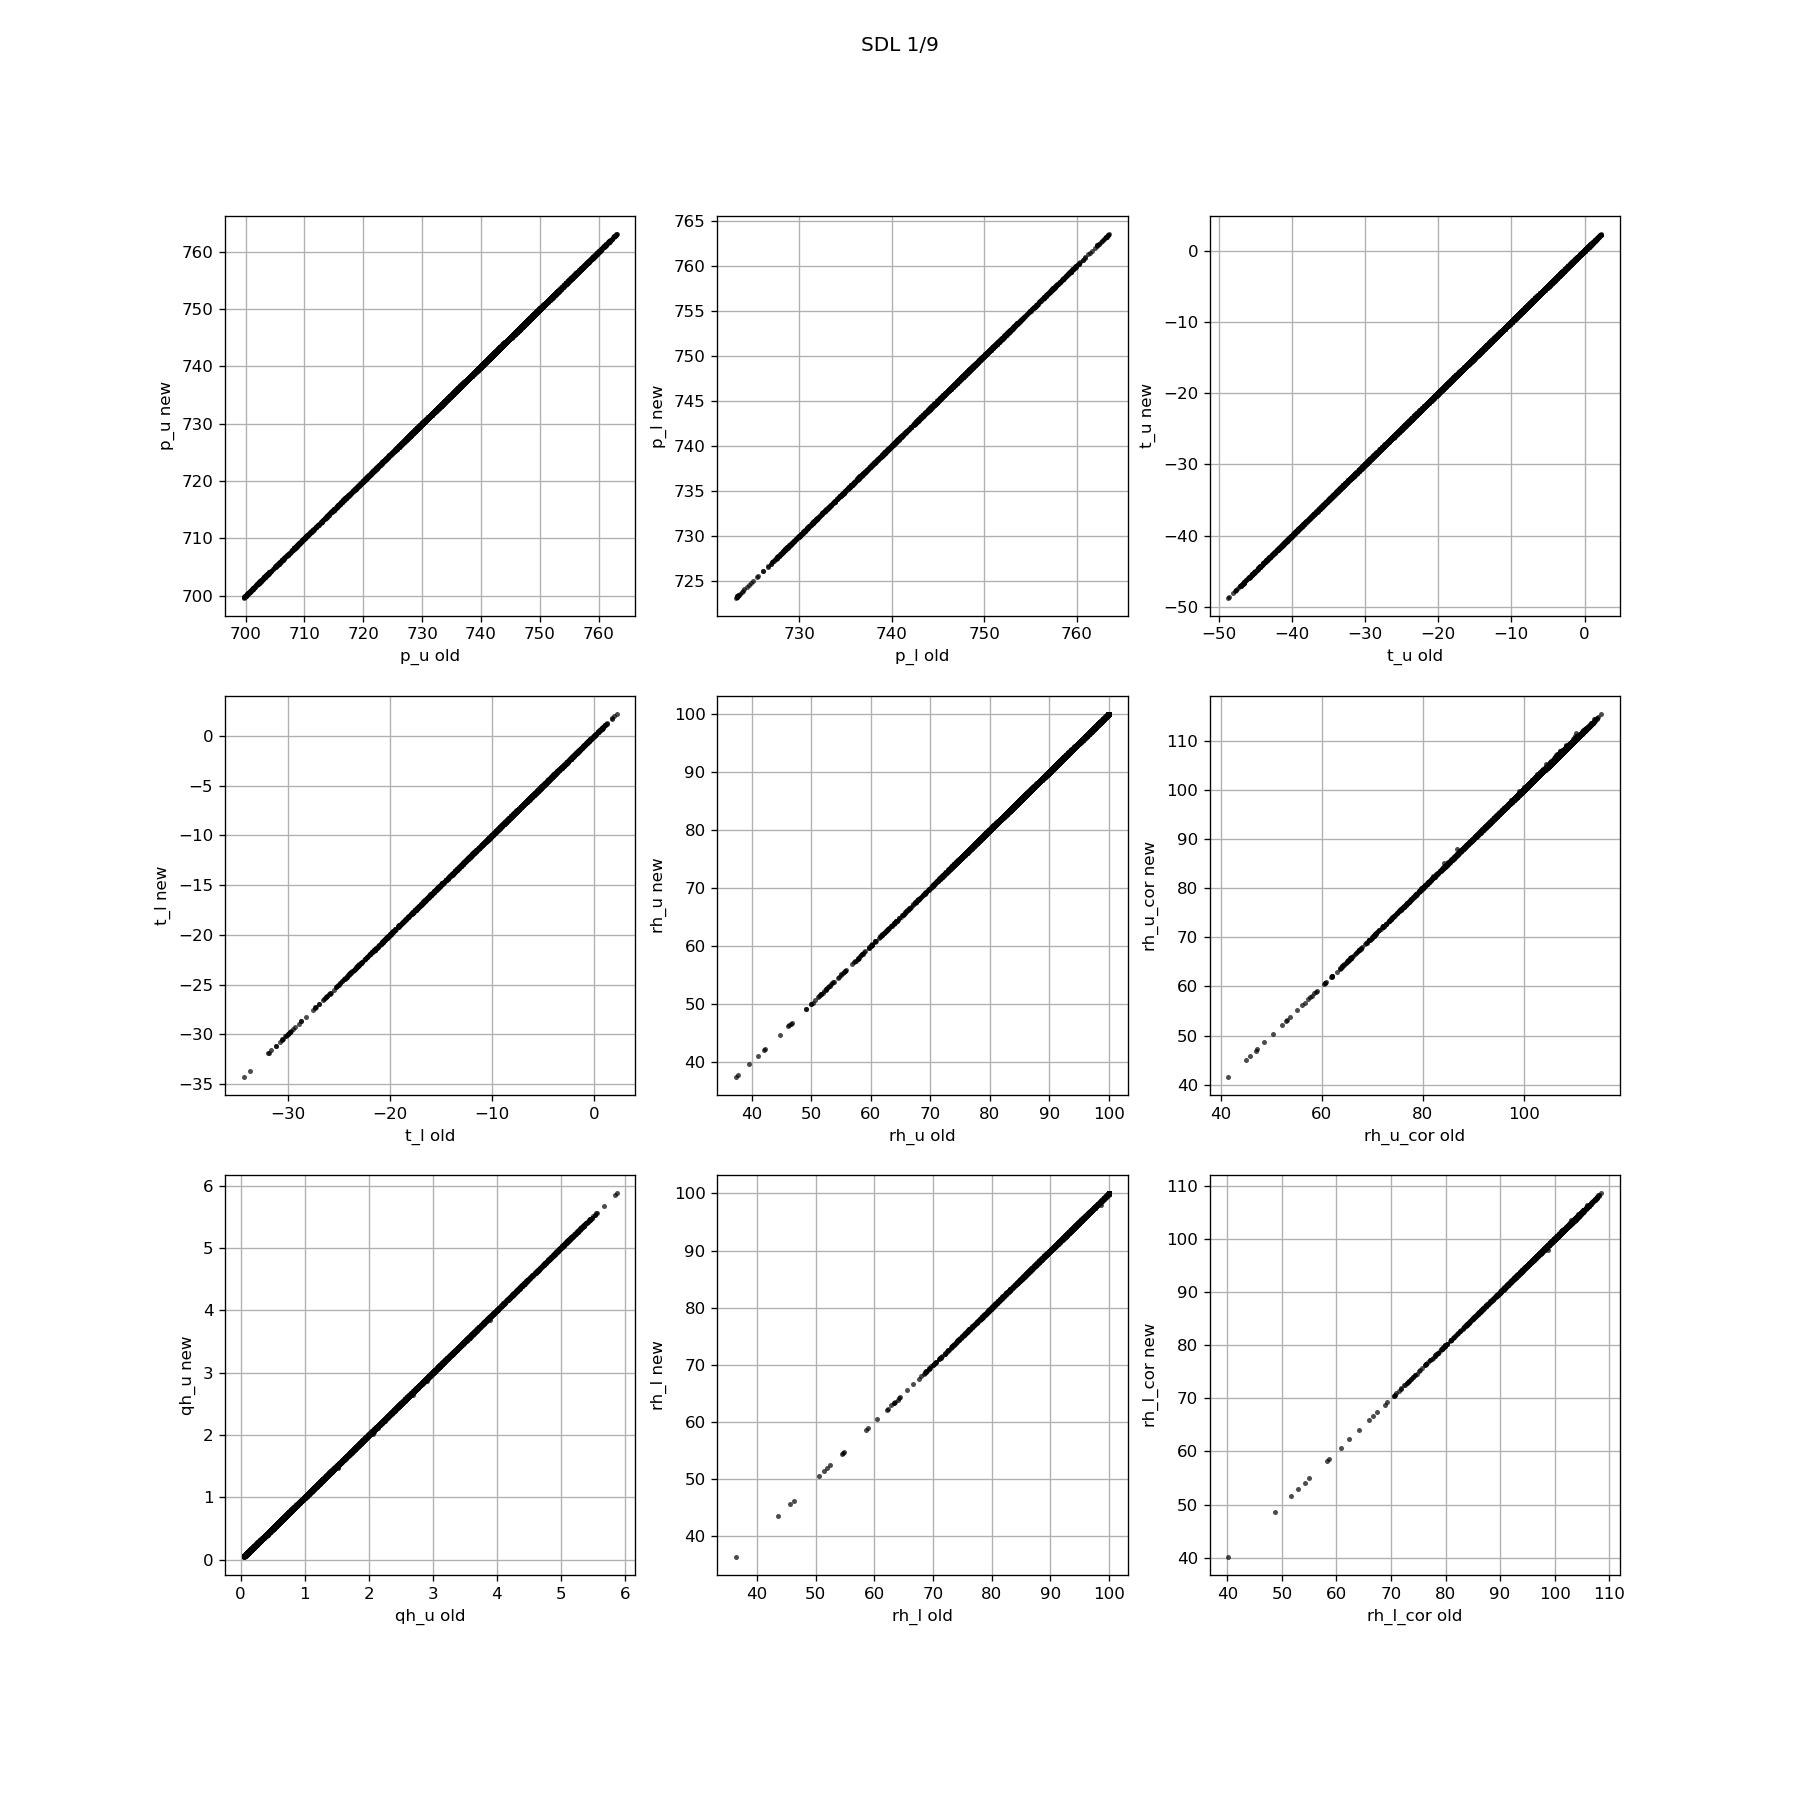 SDL 1/9
p_u new
760
750
740
730
720
710
700
700 710 720 730 740 750 760
p_u old
p_l new
765
760
755
750
745
740
735
730
725
730 740 750 760
p_l old
t_u new
0
−10
−20
−30
−40
−50
−50 −40 −30 −20 −10 0
t_u old
t_l new
0
−5
−10
−15
−20
−25
−30
−35
−30 −20 −10 0
t_l old
rh_u new
100
90
80
70
60
50
40
40 50 60 70 80 90 100
rh_u old
rh_u_cor new
110
100
90
80
70
60
50
40
40 60 80 100
rh_u_cor old
qh_u new
6
5
4
3
2
1
0
0 1 2 3 4 5 6
qh_u old
rh_l new
100
90
80
70
60
50
40
40 50 60 70 80 90 100
rh_l old
rh_l_cor new
110
100
90
80
70
60
50
40
40 50 60 70 80 90 100 110
rh_l_cor old